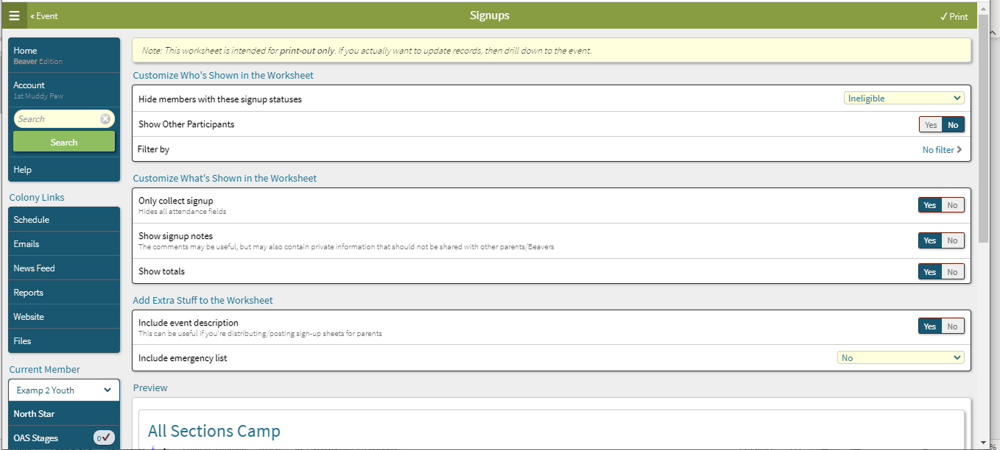 « Event
Signups
✓ Print
Home
Beaver Edition
Account
1st Muddy Paw
Search
Search
Help
Colony Links
Schedule
Emails
News Feed
Reports
Website
Files
Current Member
Examp 2 Youth
North Star
OAS Stages
0✓
Note: This worksheet is intended for print-out only. If you actually want to update records, then drill down to the event.
Customize Who's Shown in the Worksheet
Hide members with these signup statuses
Ineligible
Show Other Participants
Yes No
Filter by
No filter
Customize What's Shown in the Worksheet
Only collect signup
Hides all attendance fields
Yes No
Show signup notes
The comments may be useful, but may also contain private information that should not be shared with other parents/Beavers
Yes No
Show totals
Yes No
Add Extra Stuff to the Worksheet
Include event description
This can be useful if you're distributing/posting sign-up sheets for parents
Yes No
Include emergency list
No
Preview
All Sections Camp